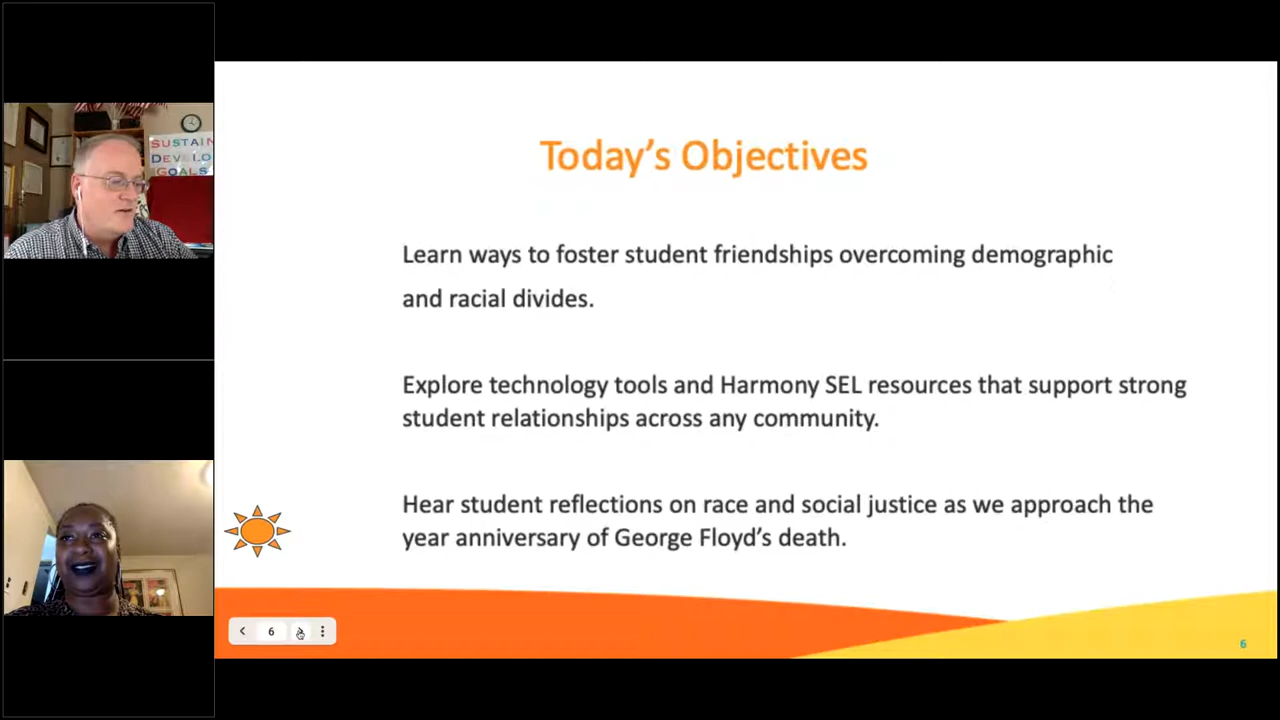 SUSTAIN
DEVELO
GOALS
Today's Objectives
Learn ways to foster student friendships overcoming demographic
and racial divides.
Explore technology tools and Harmony SEL resources that support strong
student relationships across any community.
Hear student reflections on race and social justice as we approach the
year anniversary of George Floyd's death.
6
6